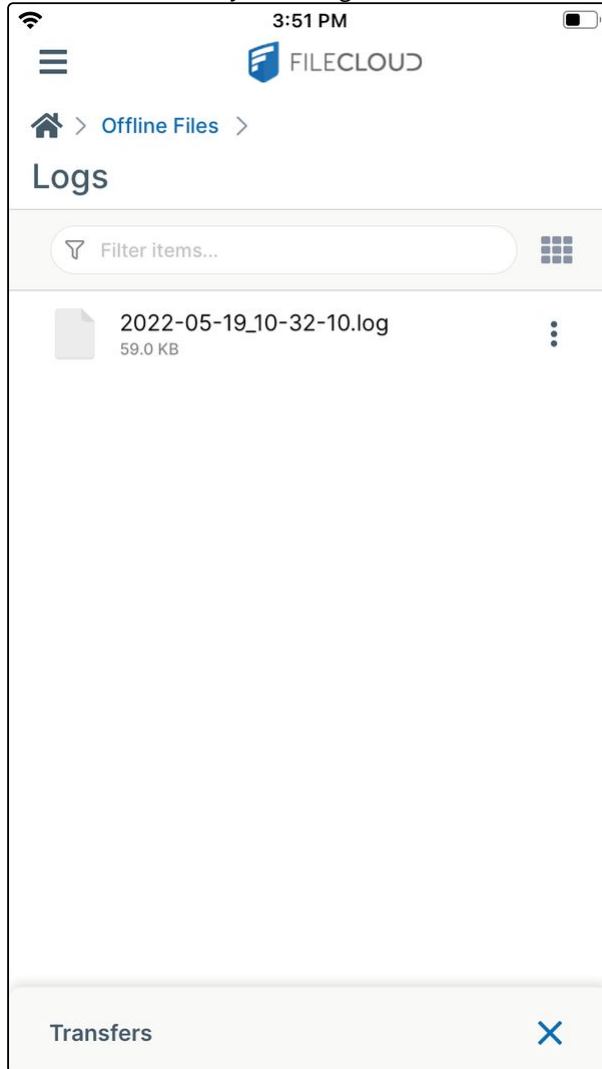 3:51 PM
FILECLOUD
> Offline Files >
Logs
Filter items...
2022-05-19_10-32-10.log
59.0 KB
Transfers